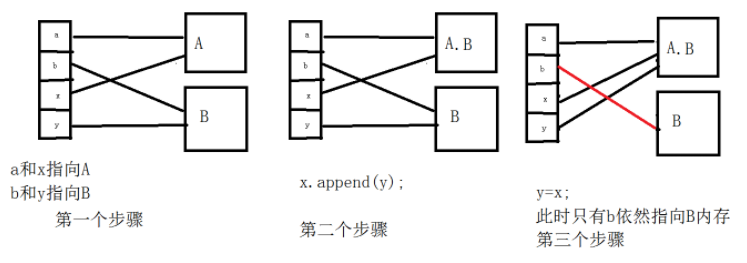 a
b
x
y
A
B
a和x指向A
b和y指向B
第一个步骤
a
b
x
y
A.B
B
x.append(y);
第二个步骤
a
b
x
y
A.B
B
y=x;
此时只有b依然指向B内存
第三个步骤